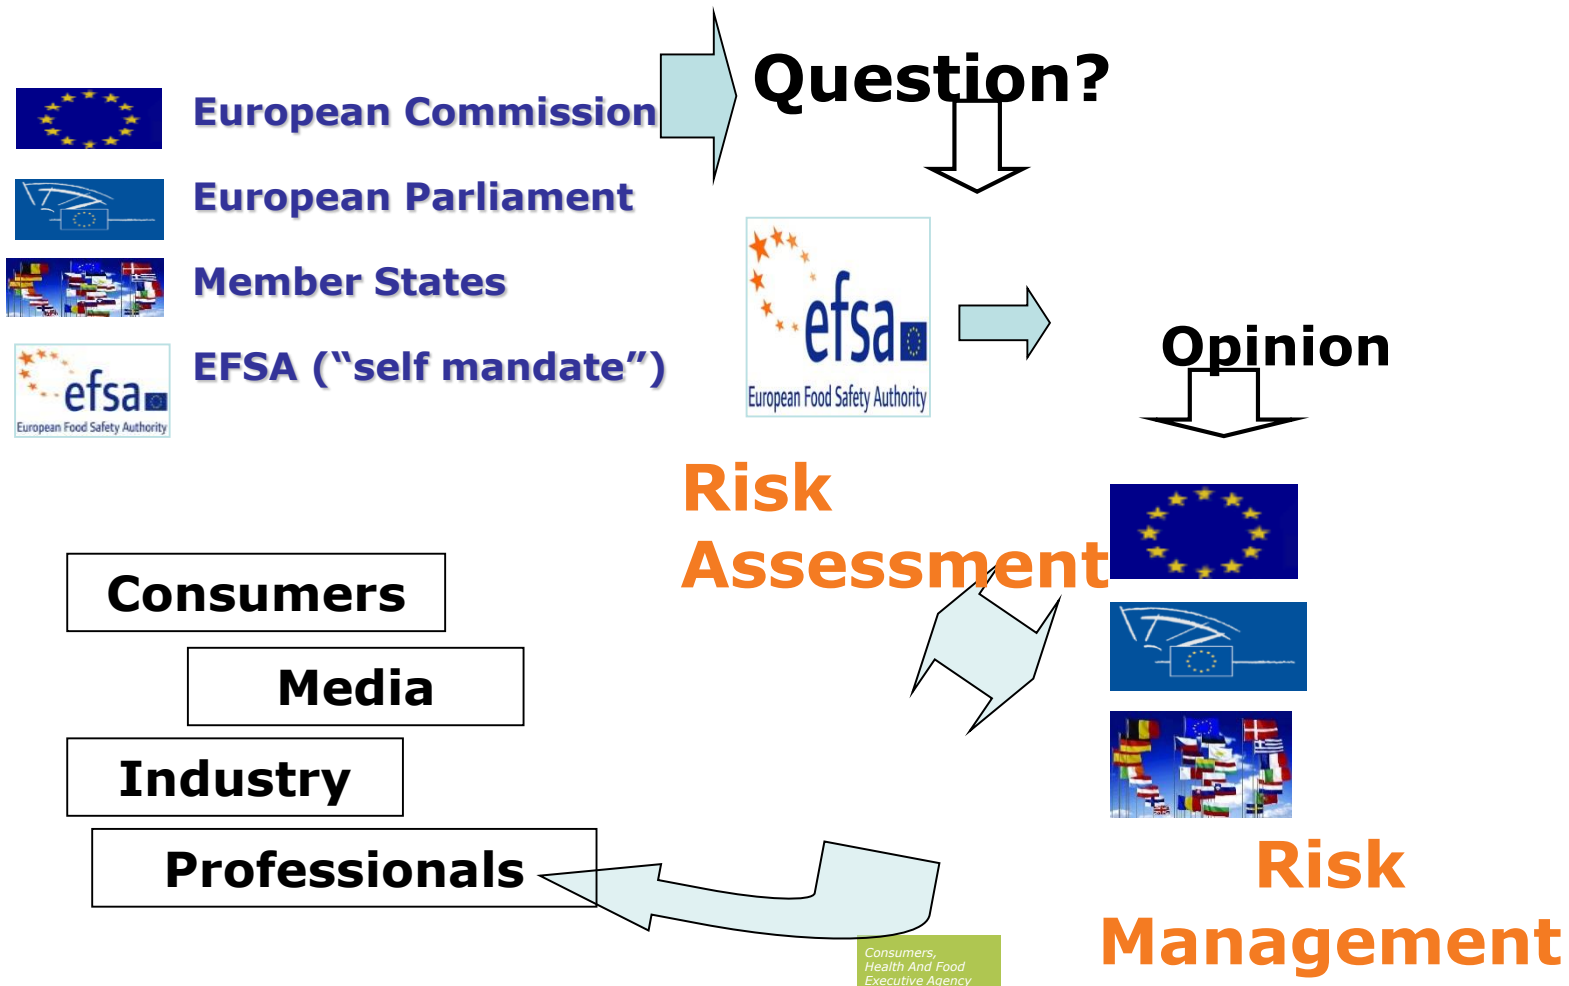 Question?
European Commission
European Parliament
Member States
EFSA (“self mandate”)
efsa
European Food Safety Authority
efsa
European Food Safety Authority
Opinion
Risk
Assessment
Consumers
Media
Industry
Professionals
Risk
Management
Consumers,
Health And Food
Executive Agency